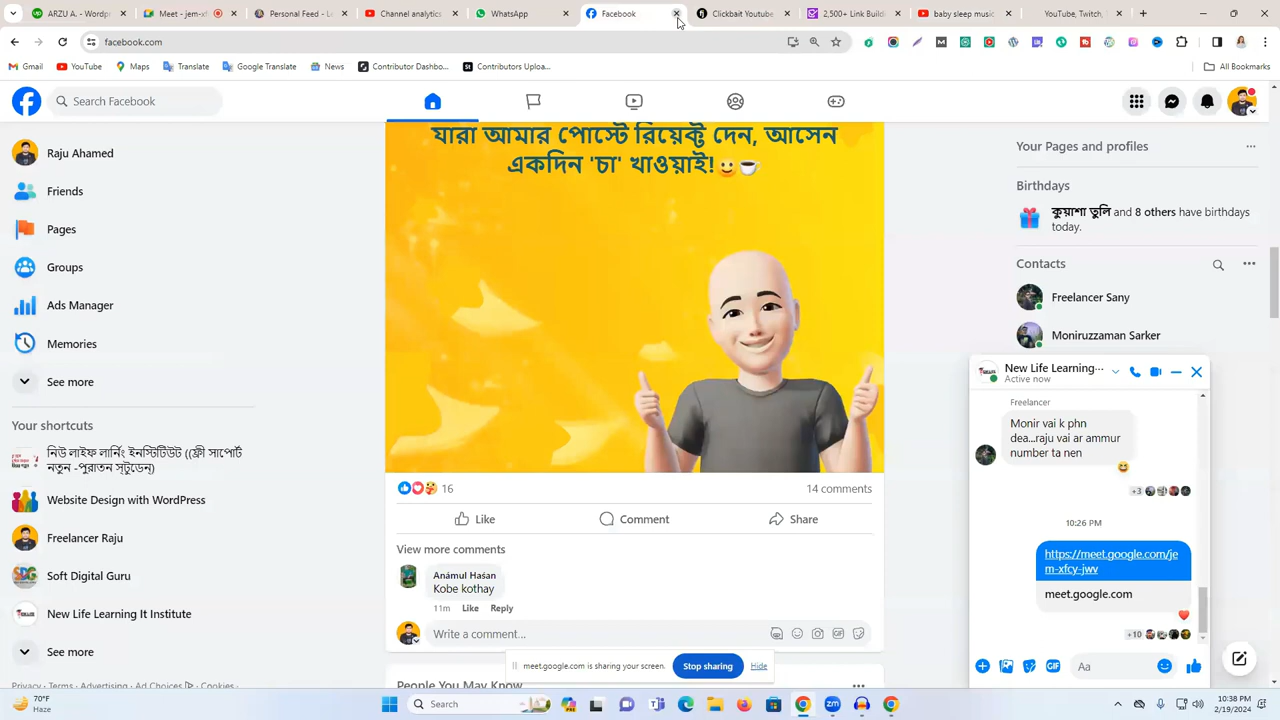 ARZU A. - Wordpr
Meet - jem-xf
Personal Feed - L
Channel analytics
WhatsApp
Facebook
Clickbait Youtube
2,500+ Link Buildi
baby sleep music
YouTube, Twitch,
facebook.com
Gmail
YouTube
Maps
Translate
Google Translate
News
Contributor Dashbo...
Contributors Uploa...
All Bookmarks
Search Facebook
Raju Ahamed
Friends
Pages
Groups
Ads Manager
Memories
See more
Your shortcuts
নিউ লাইফ লার্নিং ইনস্টিটিউট ((ফ্রী সাপোর্ট
নতুন -পুরাতন স্টুডেন্ট)
Website Design with WordPress
Freelancer Raju
Soft Digital Guru
New Life Learning It Institute
See more
Privacy · Terms · Advertising · Ad Choices · Cookies ·
যারা আমার পোস্টে রিয়েক্ট দেন, আসেন
একদিন 'চা' খাওয়াই!🙂☕
16
14 comments
Like
Comment
Share
View more comments
Anámul Haśan
Kobe kothay
11m Like Reply
Write a comment...
People You May Know
meet.google.com is sharing your screen.
Stop sharing
Hide
Your Pages and profiles
Birthdays
কুয়াশা তুলি and 8 others have birthdays
today.
Contacts
Freelancer Sany
Moniruzzaman Sarker
New Life Learning...
Active now
Freelancer
Monir vai k phn
dea...raju vai ar ammur
number ta nen
+3
10:26 PM
https://meet.google.com/je
m-xfcy-jwv
meet.google.com
+10
Aa
70°F
Haze
Search
10:38 PM
2/19/2024